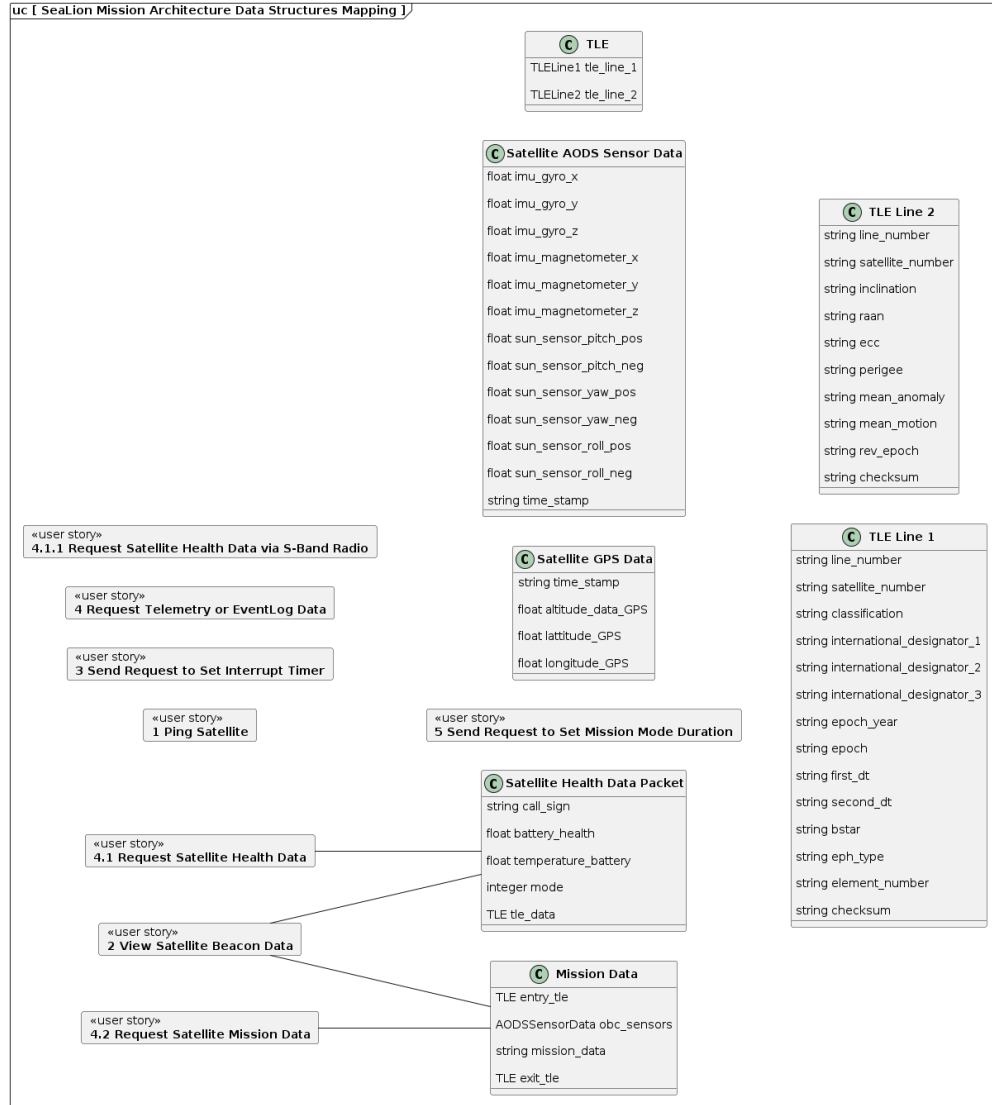 uc [ SeaLion Mission Architecture Data Structures Mapping ]
C TLE
TLELine1 tle_line_1
TLELine2 tle_line_2
C Satellite AODS Sensor Data
float imu_gyro_x
float imu_gyro_y
float imu_gyro_z
float imu_magnetometer_x
float imu_magnetometer_y
float imu_magnetometer_z
float sun_sensor_pitch_pos
float sun_sensor_pitch_neg
float sun_sensor_yaw_pos
float sun_sensor_yaw_neg
float sun_sensor_roll_pos
float sun_sensor_roll_neg
string time_stamp
C TLE Line 2
string line_number
string satellite_number
string inclination
string raan
string ecc
string perigee
string mean_anomaly
string mean_motion
string rev_epoch
string checksum
«user story»
4.1.1 Request Satellite Health Data via S-Band Radio
«user story»
4 Request Telemetry or EventLog Data
«user story»
3 Send Request to Set Interrupt Timer
«user story»
1 Ping Satellite
C Satellite GPS Data
string time_stamp
float altitude_data_GPS
float lattitude_GPS
float longitude_GPS
«user story»
5 Send Request to Set Mission Mode Duration
C TLE Line 1
string line_number
string satellite_number
string classification
string international_designator_1
string international_designator_2
string international_designator_3
string epoch_year
string epoch
string first_dt
string second_dt
string bstar
string eph_type
string element_number
string checksum
C Satellite Health Data Packet
string call_sign
float battery_health
float temperature_battery
integer mode
TLE tle_data
«user story»
4.1 Request Satellite Health Data
«user story»
2 View Satellite Beacon Data
«user story»
4.2 Request Satellite Mission Data
C Mission Data
TLE entry_tle
AODSSensorData obc_sensors
string mission_data
TLE exit_tle